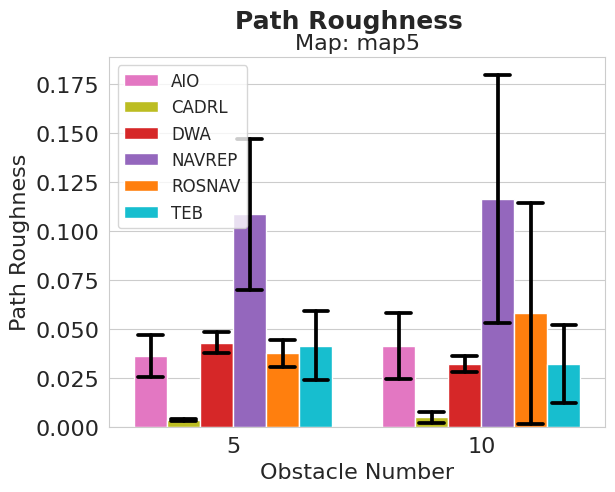 Path Roughness
Map: map5
0.175
0.150
0.125
0.100
0.075
0.050
0.025
0.000
Path Roughness
AIO
CADRL
DWA
NAVREP
ROSNAV
TEB
5 10
Obstacle Number